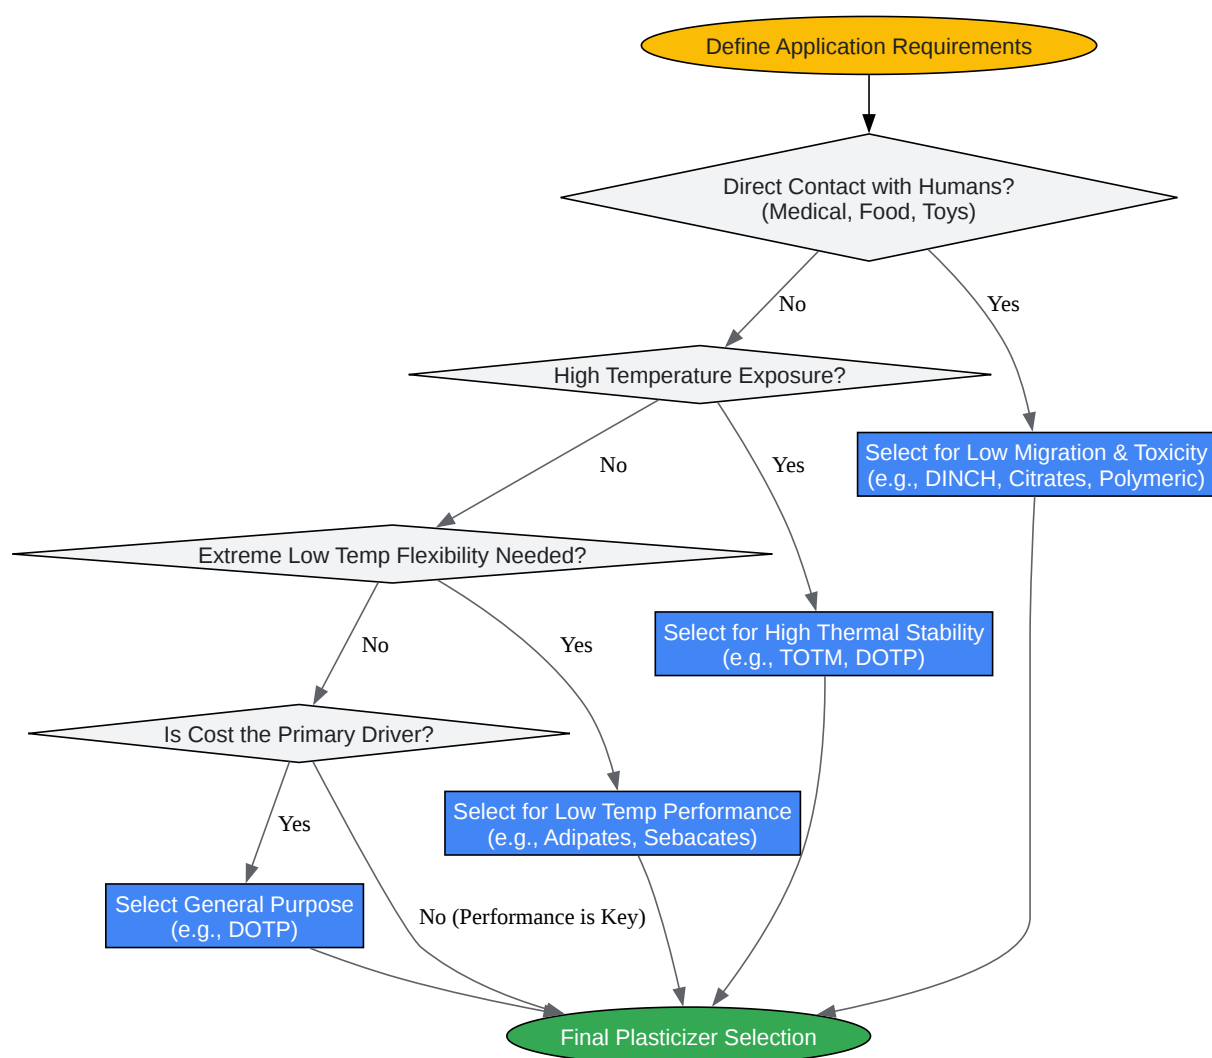 Define Application Requirements
Direct Contact with Humans?
(Medical, Food, Toys)
No
Yes
High Temperature Exposure?
Select for Low Migration & Toxicity
(e.g., DINCH, Citrates, Polymeric)
No
Yes
Extreme Low Temp Flexibility Needed?
Select for High Thermal Stability
(e.g., TOTM, DOTP)
No
Yes
Is Cost the Primary Driver?
Select for Low Temp Performance
(e.g., Adipates, Sebacates)
Yes
Select General Purpose
(e.g., DOTP)
No (Performance is Key)
Final Plasticizer Selection